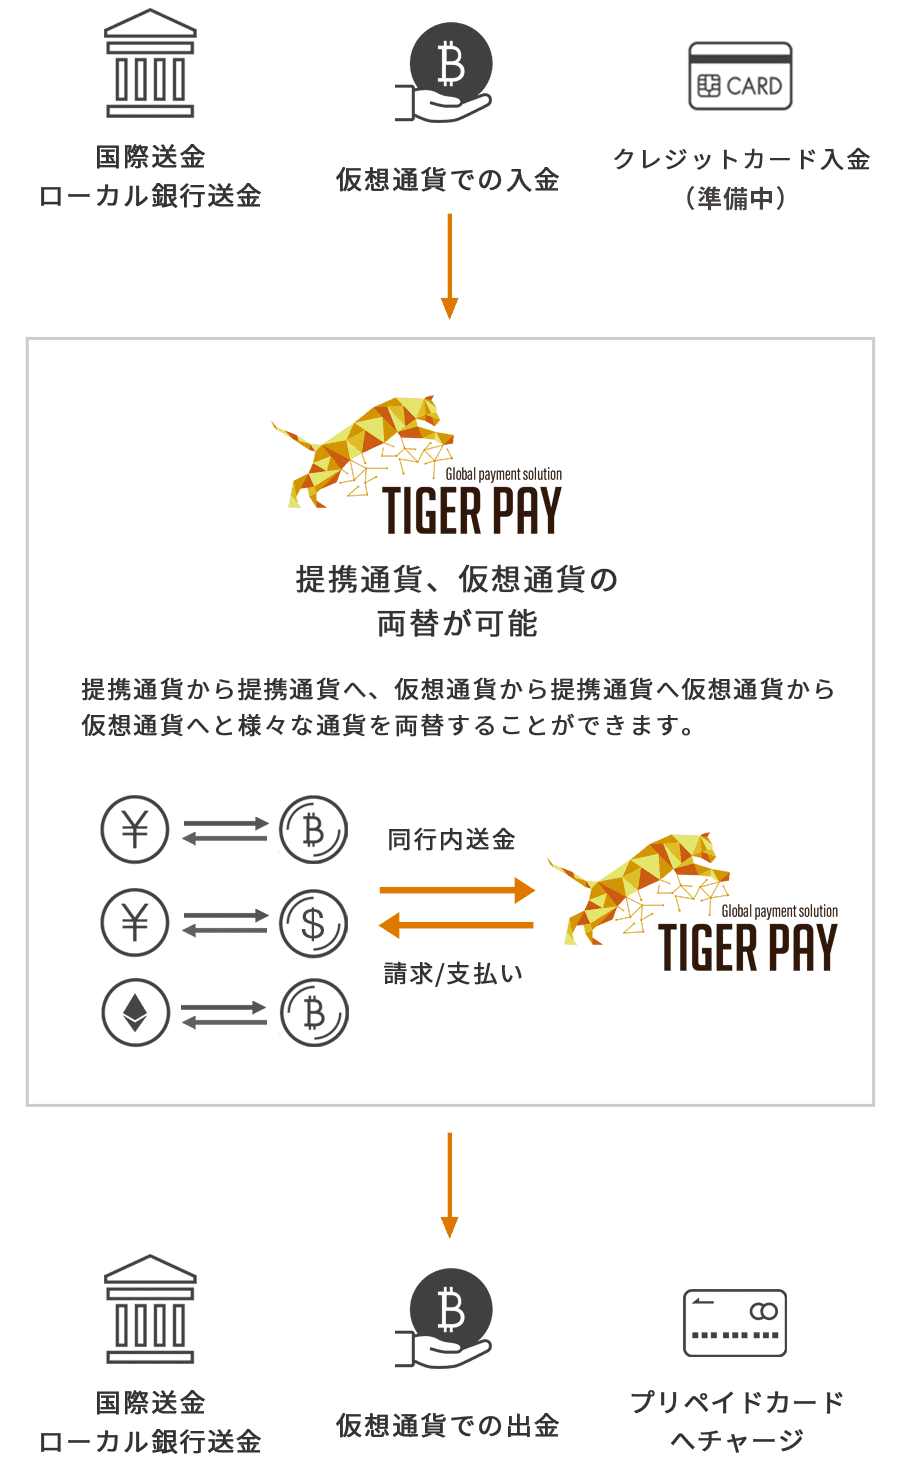 国際送金
ローカル銀行送金
仮想通貨での入金
CARD
クレジットカード入金
（準備中）
Global payment solution
TIGER PAY
提携通貨、仮想通貨の
両替が可能
提携通貨から提携通貨へ、仮想通貨から提携通貨へ仮想通貨から
仮想通貨へと様々な通貨を両替することができます。
同行内送金
請求/支払い
Global payment solution
TIGER PAY
国際送金
ローカル銀行送金
仮想通貨での出金
プリペイドカード
へチャージ